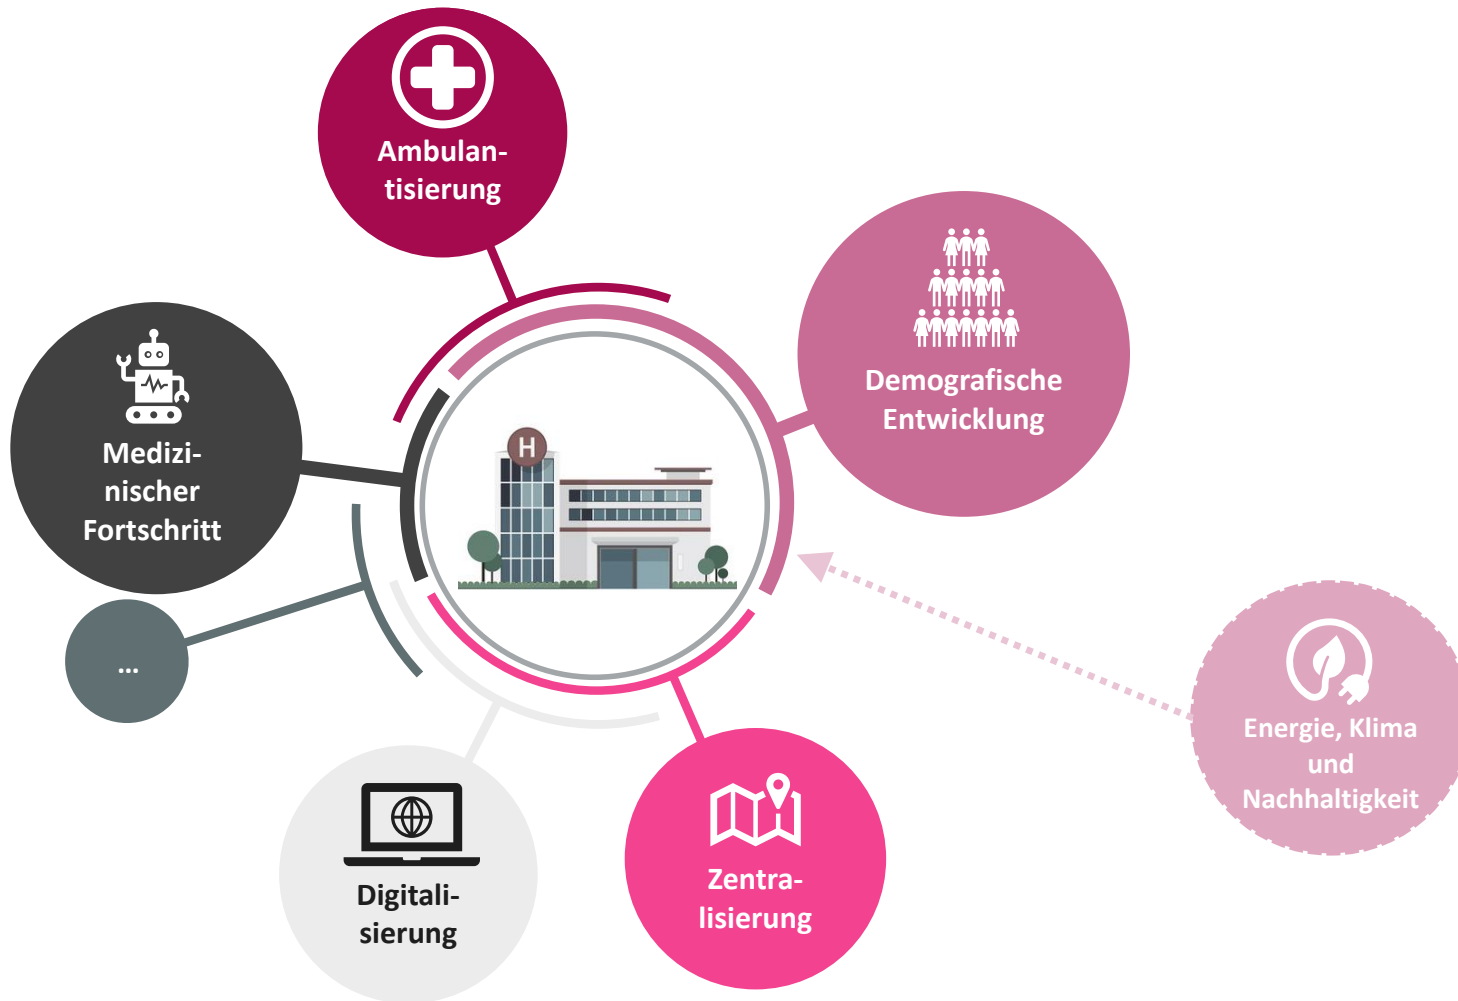 Ambulan-
tisierung
Demografische
Entwicklung
H
Medizi-
nischer
Fortschritt
...
Energie, Klima
und
Nachhaltigkeit
Digitali-
sierung
Zentra-
lisierung